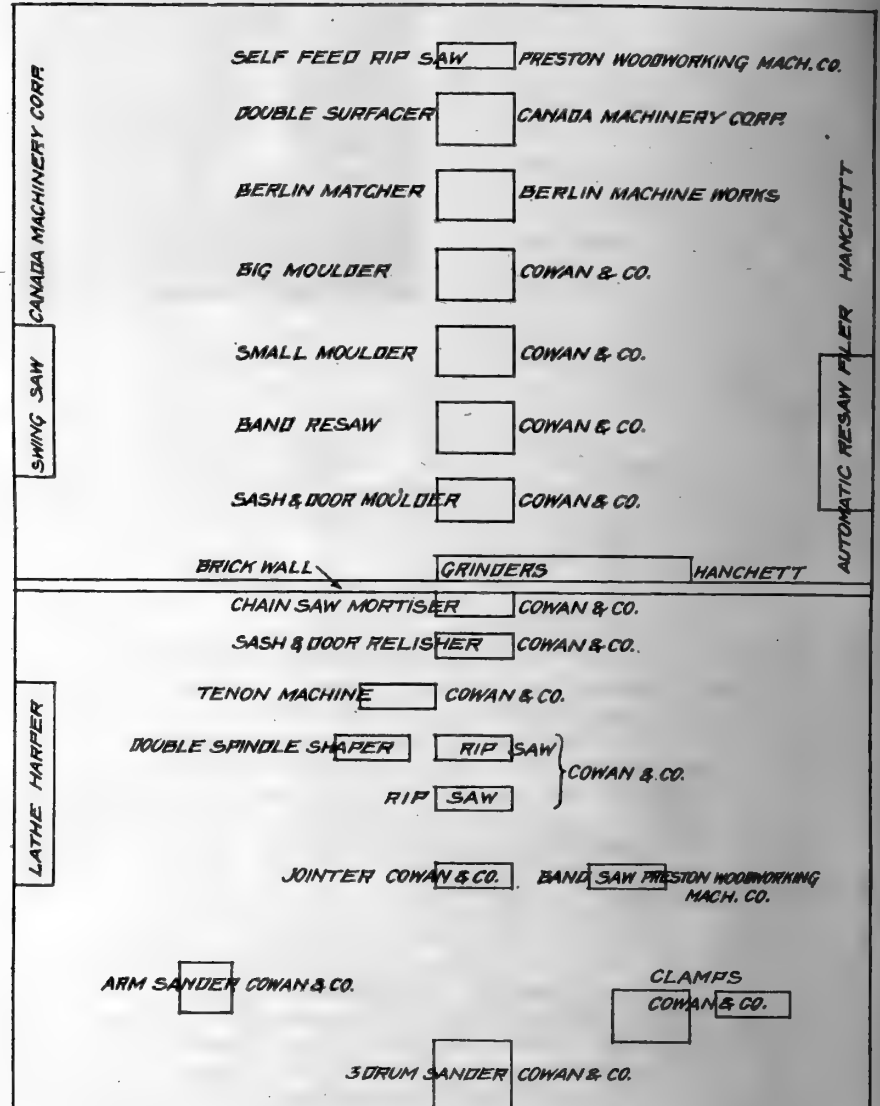 SELF FEED RIP SAW PRESTON WOODWORKING MACH. CO.
DOUBLE SURFACER CANADA MACHINERY CORP.
BERLIN MATCHER BERLIN MACHINE WORKS
BIG MOULDER COWAN & CO.
SMALL MOULDER COWAN & CO.
BAND RESAW COWAN & CO.
SASH & DOOR MOULDER COWAN & CO.
SWING SAW CANADA MACHINERY CORP.
AUTOMATIC RESAW FILER HANCHETT
BRICK WALL GRINDERS HANCHETT
CHAIN SAW MORTISER COWAN & CO.
SASH & DOOR RELISHER COWAN & CO.
TENON MACHINE COWAN & CO.
DOUBLE SPINDLE SHAPER RIP SAW
COWAN & CO.
RIP SAW
LATHE HARPER
JOINTER COWAN & CO. BAND SAW PRESTON WOODWORKING
MACH. CO.
ARM SANDER COWAN & CO.
CLAMPS
COWAN & CO.
3 DRUM SANDER COWAN & CO.